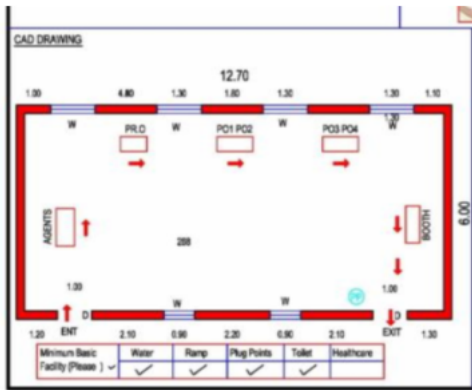 CAD DRAWING
12.70
1.00 4.80 1.30 1.80 1.30 1.30 1.10
1.30
W W W W
PR.O PO1 PO2 PO3 PO4
AGENTS
BOOTH
6.00
288
1.00 1.00
W W
D D
1.20 ENT 2.10 0.90 2.20 0.90 2.10 EXIT 1.30
Minimum Basic Facility (Please ) ✓ Water Ramp Plug Points Toilet Healthcare
✓ ✓ ✓ ✓